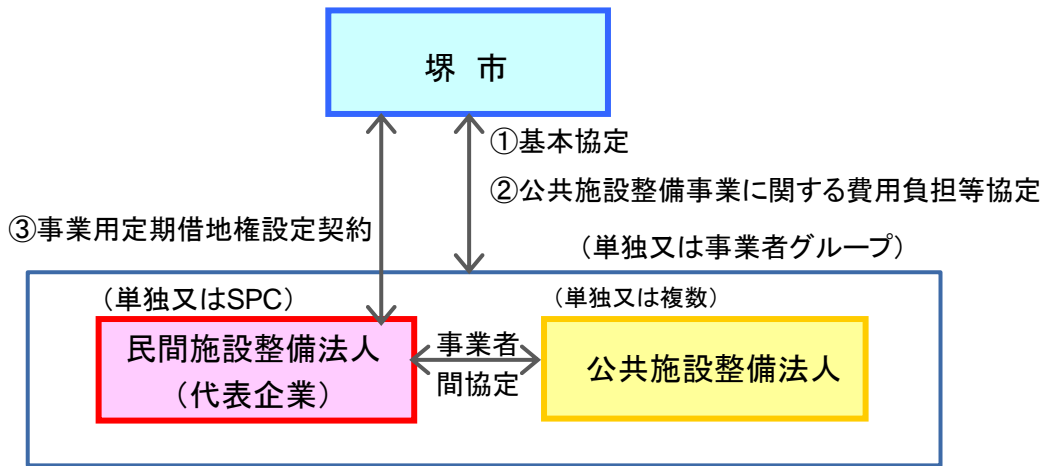 堺 市
①基本協定
②公共施設整備事業に関する費用負担等協定
③事業用定期借地権設定契約
（単独又は事業者グループ）
（単独又はSPC）
（単独又は複数）
民間施設整備法人
（代表企業）
事業者
間協定
公共施設整備法人